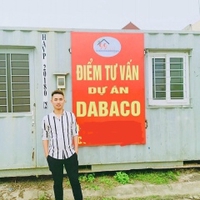 ĐIỂM TƯ VẤN
DỰ ÁN
DABACO